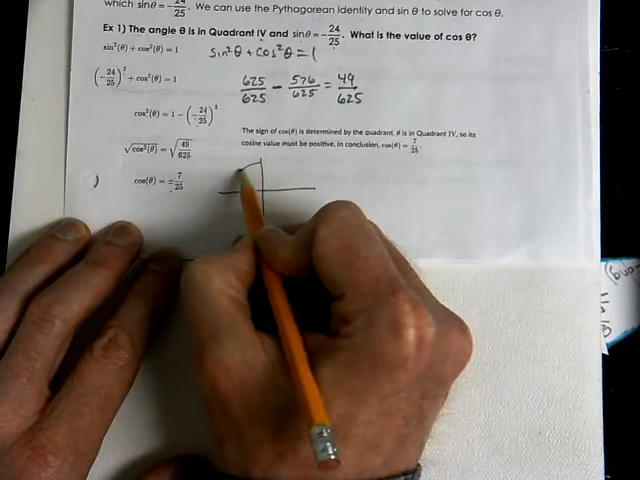 which sinθ = -24/25. We can use the Pythagorean Identity and sin θ to solve for cos θ.
Ex 1) The angle θ is in Quadrant IV and sinθ = -24/25. What is the value of cos θ?
sin²(θ) + cos²(θ) = 1
sin²θ + cos²θ = 1
(-24/25)² + cos²(θ) = 1
625/625 - 576/625 = 49/625
cos²(θ) = 1 - (-24/25)²
The sign of cos(θ) is determined by the quadrant. θ is in Quadrant IV, so its
cosine value must be positive. In conclusion, cos(θ) = 7/25.
√cos²(θ) = √49/625
cos(θ) = ±7/25